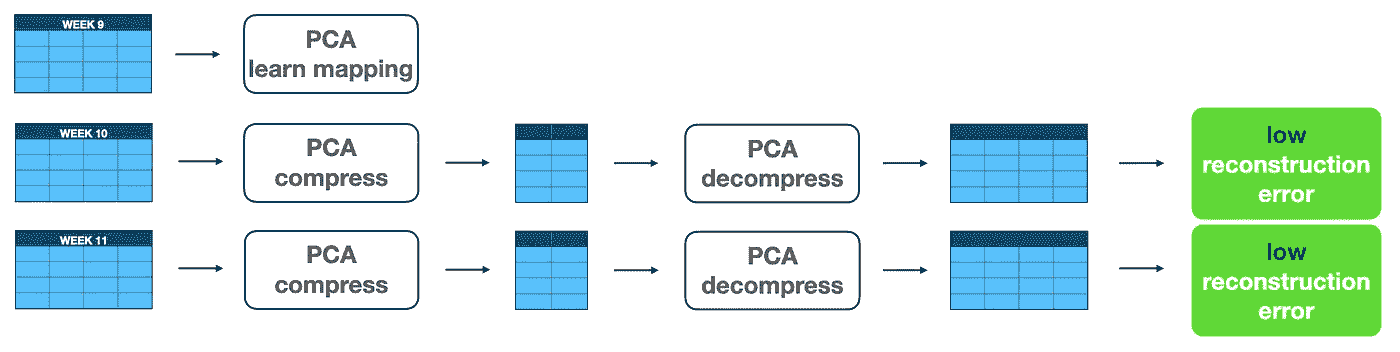 WEEK 9
PCA
learn mapping
WEEK 10
PCA
compress
PCA
decompress
low
reconstruction
error
WEEK 11
PCA
compress
PCA
decompress
low
reconstruction
error